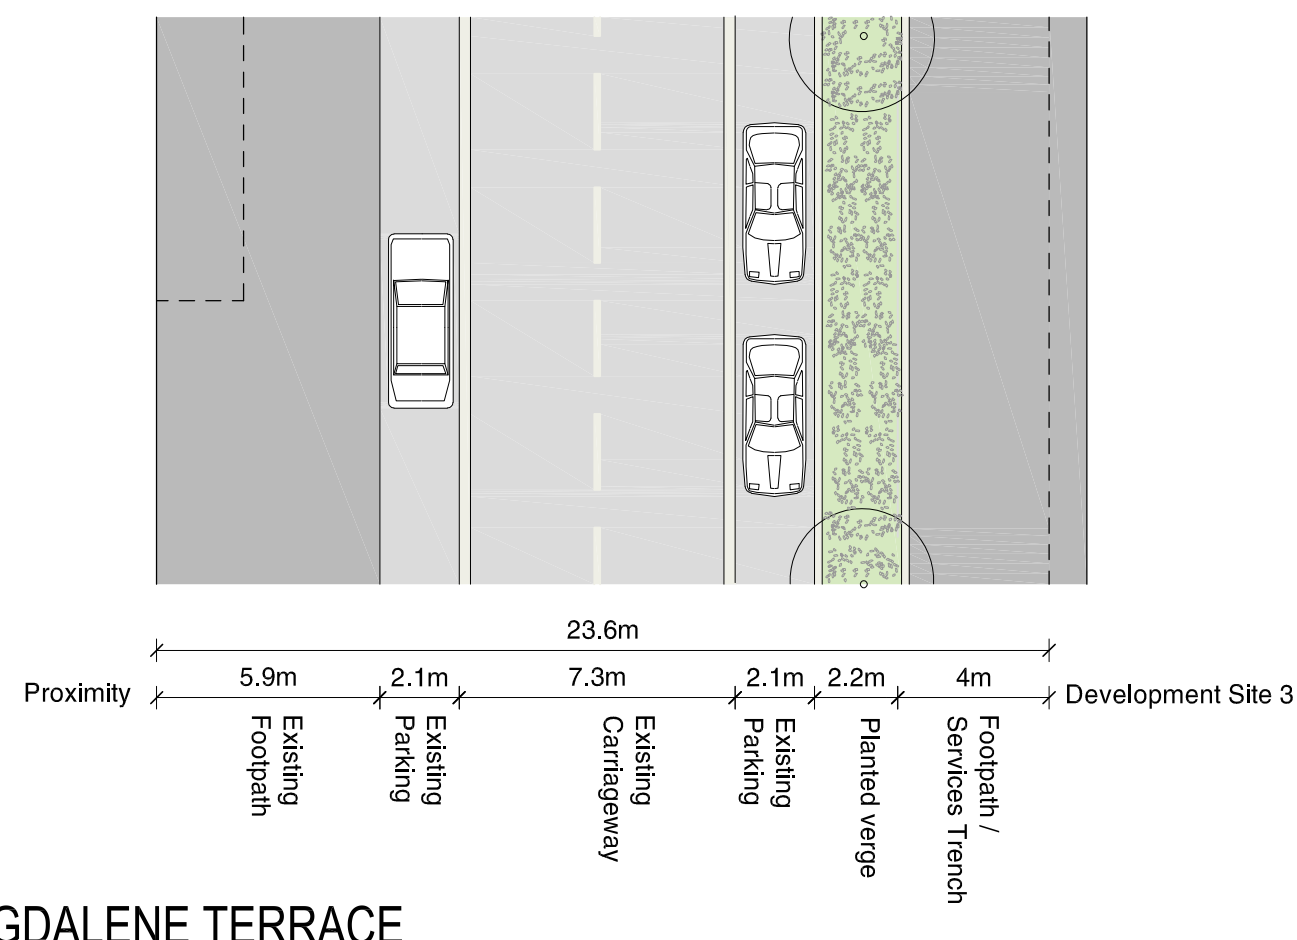 23.6m
Proximity
5.9m
2.1m
7.3m
2.1m
2.2m
4m
Development Site 3
Existing
Footpath
Existing
Parking
Existing
Carriageway
Existing
Parking
Planted verge
Footpath /
Services Trench
GDALENE TERRACE